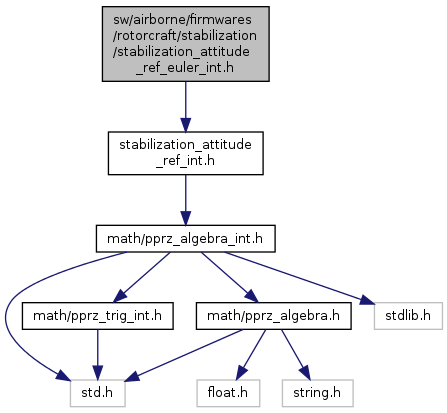 sw/airborne/firmwares
/rotorcraft/stabilization
/stabilization_attitude
_ref_euler_int.h
stabilization_attitude
_ref_int.h
math/pprz_algebra_int.h
math/pprz_trig_int.h
math/pprz_algebra.h
stdlib.h
std.h
float.h
string.h